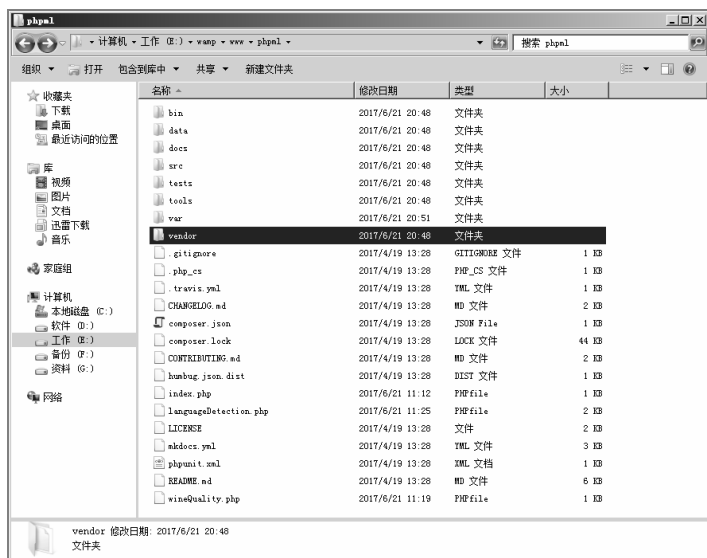 phpml
计算机 工作 (E:) wamp www phpml 搜索 phpml
组织 打开 包含到库中 共享 新建文件夹
收藏夹
下载
桌面
最近访问的位置
库
视频
图片
文档
迅雷下载
音乐
家庭组
计算机
本地磁盘 (C:)
软件 (D:)
工作 (E:)
备份 (F:)
资料 (G:)
网络
名称 修改日期 类型 大小
bin 2017/6/21 20:48 文件夹
data 2017/6/21 20:48 文件夹
docs 2017/6/21 20:48 文件夹
src 2017/6/21 20:48 文件夹
tests 2017/6/21 20:48 文件夹
tools 2017/6/21 20:48 文件夹
var 2017/6/21 20:51 文件夹
vendor 2017/6/21 20:48 文件夹
.gitignore 2017/4/19 13:28 GITIGNORE 文件 1 KB
.php_cs 2017/4/19 13:28 PHP_CS 文件 1 KB
.travis.yml 2017/4/19 13:28 YML 文件 1 KB
CHANGELOG.md 2017/4/19 13:28 MD 文件 2 KB
composer.json 2017/4/19 13:28 JSON File 1 KB
composer.lock 2017/4/19 13:28 LOCK 文件 44 KB
CONTRIBUTING.md 2017/4/19 13:28 MD 文件 2 KB
humbug.json.dist 2017/4/19 13:28 DIST 文件 1 KB
index.php 2017/6/21 11:12 PHPfile 1 KB
languageDetection.php 2017/6/21 11:25 PHPfile 2 KB
LICENSE 2017/4/19 13:28 文件 2 KB
mkdocs.yml 2017/4/19 13:28 YML 文件 3 KB
phpunit.xml 2017/4/19 13:28 XML 文档 1 KB
README.md 2017/4/19 13:28 MD 文件 6 KB
wineQuality.php 2017/6/21 11:19 PHPfile 1 KB
vendor 修改日期: 2017/6/21 20:48
文件夹